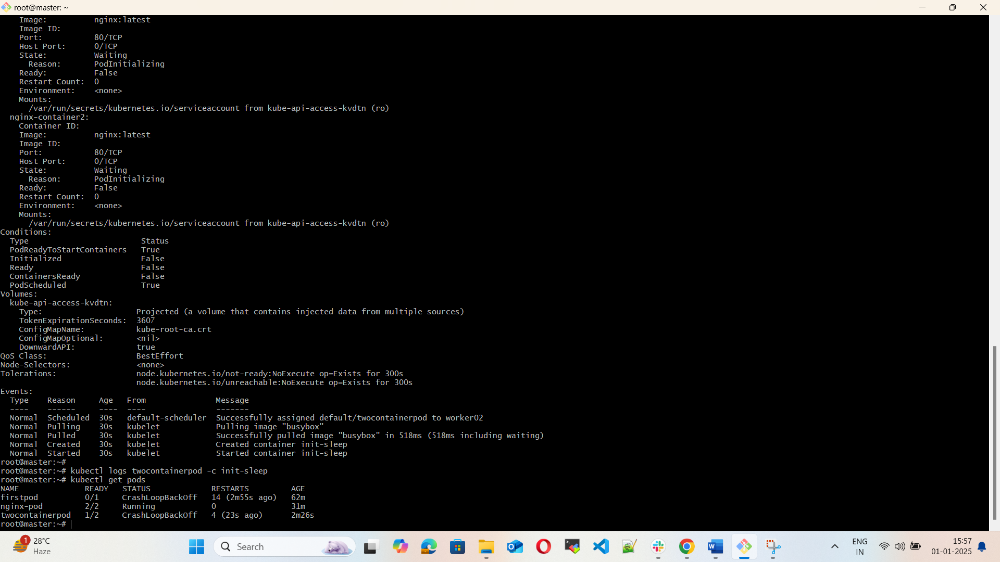 root@master: ~
Image: nginx:latest
Image ID:
Port: 80/TCP
Host Port: 0/TCP
State: Waiting
Reason: PodInitializing
Ready: False
Restart Count: 0
Environment: <none>
Mounts:
/var/run/secrets/kubernetes.io/serviceaccount from kube-api-access-kvdtn (ro)
nginx-container2:
Container ID:
Image: nginx:latest
Image ID:
Port: 80/TCP
Host Port: 0/TCP
State: Waiting
Reason: PodInitializing
Ready: False
Restart Count: 0
Environment: <none>
Mounts:
/var/run/secrets/kubernetes.io/serviceaccount from kube-api-access-kvdtn (ro)
Conditions:
Type Status
PodReadyToStartContainers True
Initialized False
Ready False
ContainersReady False
PodScheduled True
Volumes:
kube-api-access-kvdtn:
Type: Projected (a volume that contains injected data from multiple sources)
TokenExpirationSeconds: 3607
ConfigMapName: kube-root-ca.crt
ConfigMapOptional: <nil>
DownwardAPI: true
QoS Class: BestEffort
Node-Selectors: <none>
Tolerations: node.kubernetes.io/not-ready:NoExecute op=Exists for 300s
node.kubernetes.io/unreachable:NoExecute op=Exists for 300s
Events:
Type Reason Age From Message
---- ------ ---- ---- -------
Normal Scheduled 30s default-scheduler Successfully assigned default/twocontainerpod to worker02
Normal Pulling 30s kubelet Pulling image "busybox"
Normal Pulled 30s kubelet Successfully pulled image "busybox" in 518ms (518ms including waiting)
Normal Created 30s kubelet Created container init-sleep
Normal Started 30s kubelet Started container init-sleep
root@master:~#
root@master:~# kubectl logs twocontainerpod -c init-sleep
root@master:~# kubectl get pods
NAME READY STATUS RESTARTS AGE
firstpod 0/1 CrashLoopBackOff 14 (2m55s ago) 62m
nginx-pod 2/2 Running 0 31m
twocontainerpod 1/2 CrashLoopBackOff 4 (23s ago) 2m26s
root@master:~#
1
28°C
Haze
Search
ENG
IN
15:57
01-01-2025